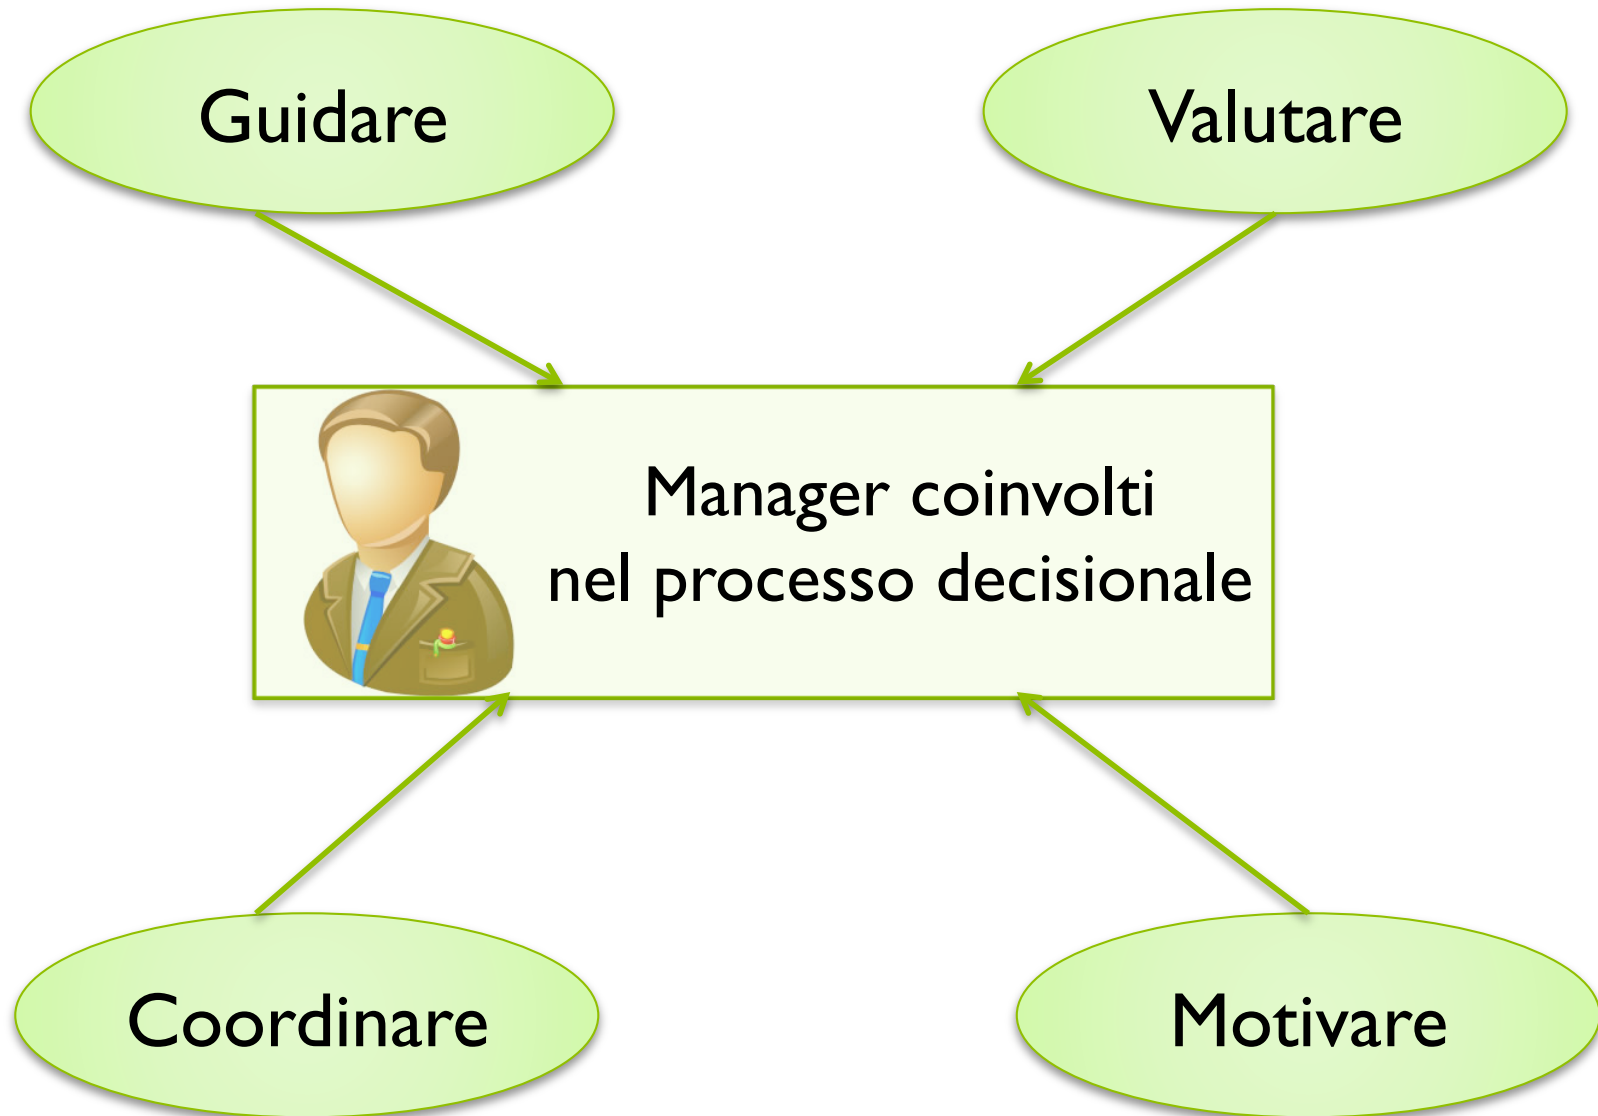 Guidare
Valutare
Manager coinvolti
nel processo decisionale
Coordinare
Motivare